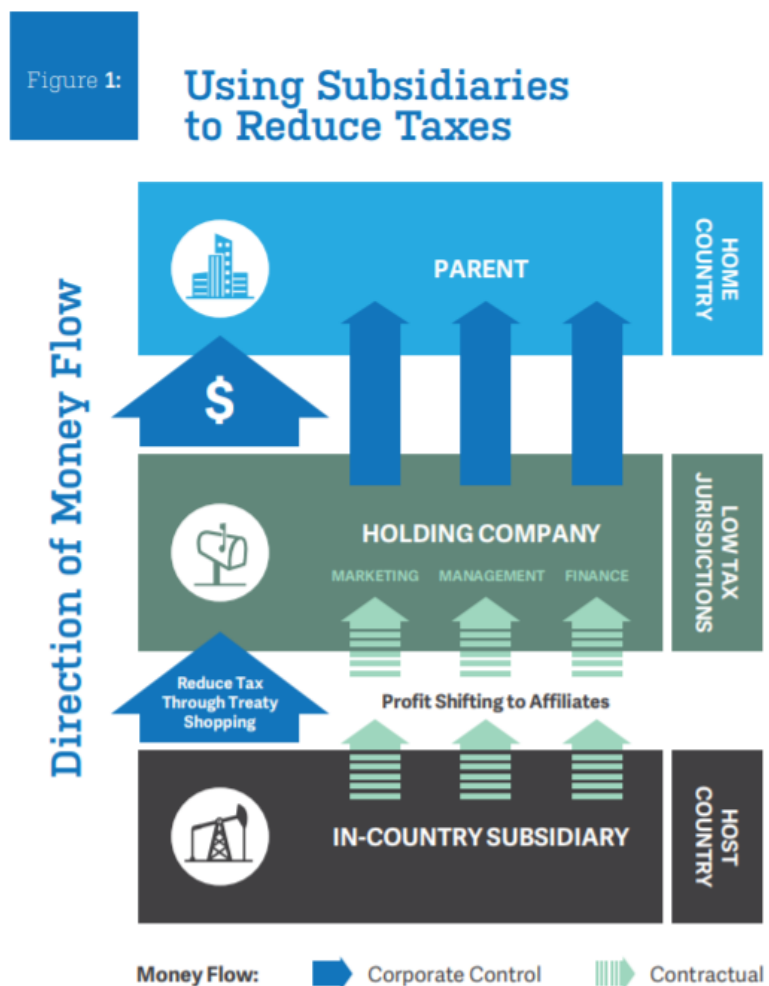 Figure 1:
Using Subsidiaries
to Reduce Taxes
Direction of Money Flow
PARENT
HOME
COUNTRY
$
HOLDING COMPANY
MARKETING MANAGEMENT FINANCE
LOW TAX
JURISDICTIONS
Reduce Tax
Through Treaty
Shopping
Profit Shifting to Affiliates
IN-COUNTRY SUBSIDIARY
HOST
COUNTRY
Money Flow: Corporate Control Contractual